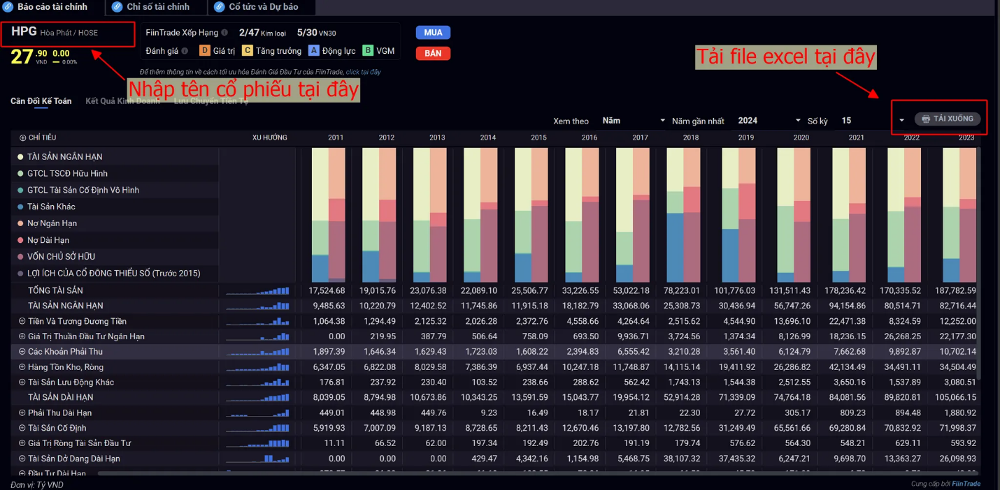 Báo cáo tài chính Chỉ số tài chính Cổ tức và Dự báo
HPG Hòa Phát / HOSE
27.90 0.00
VND 0.00%
FiinTrade Xếp Hạng 2/47 Kim loại 5/30 VN30
Đánh giá D Giá trị C Tăng trưởng A Động lực B VGM
Để thêm thông tin về cách tối ưu hóa Đánh Giá Đầu Tư của FiinTrade, click tại đây
MUA
BÁN
Tải file excel tại đây
Nhập tên cổ phiếu tại đây
Cân Đối Kế Toán Kết Quả Kinh Doanh Lưu Chuyển Tiền Tệ
Xem theo Năm Năm gần nhất 2024 Số kỳ 15 TẢI XUỐNG
CHỈ TIÊU XU HƯỚNG 2011 2012 2013 2014 2015 2016 2017 2018 2019 2020 2021 2022 2023
TÀI SẢN NGẮN HẠN
GTCL TSCĐ Hữu Hình
GTCL Tài Sản Cố Định Vô Hình
Tài Sản Khác
Nợ Ngắn Hạn
Nợ Dài Hạn
VỐN CHỦ SỞ HỮU
LỢI ÍCH CỦA CỔ ĐÔNG THIỂU SỐ (Trước 2015)
TỔNG TÀI SẢN 17,524.68 19,015.76 23,076.38 22,089.10 25,506.77 33,226.55 53,022.18 78,223.01 101,776.03 131,511.43 178,236.42 170,335.52 187,782.59
TÀI SẢN NGẮN HẠN 9,485.63 10,220.79 12,402.52 11,745.86 11,915.18 18,182.79 33,068.06 25,308.73 30,436.94 56,747.26 94,154.86 80,514.71 82,716.44
Tiền Và Tương Đương Tiền 1,064.38 1,294.49 2,125.32 2,026.28 2,372.76 4,558.66 4,264.64 2,515.62 4,544.90 13,696.10 22,471.38 8,324.59 12,252.00
Giá Trị Thuần Đầu Tư Ngắn Hạn 0.00 219.95 387.79 506.64 758.09 693.50 9,936.71 3,724.56 1,374.34 8,126.99 18,236.15 26,268.25 22,177.30
Các Khoản Phải Thu 1,897.39 1,646.34 1,629.43 1,723.03 1,608.22 2,394.83 6,555.42 3,210.28 3,561.40 6,124.79 7,662.68 9,892.87 10,702.14
Hàng Tồn Kho, Ròng 6,347.05 6,822.08 8,029.58 7,386.39 6,937.44 10,247.18 11,748.87 14,115.14 19,411.92 26,286.82 42,134.49 34,491.11 34,504.49
Tài Sản Lưu Động Khác 176.81 237.92 230.40 103.52 238.66 288.62 562.42 1,743.13 1,544.38 2,512.55 3,650.16 1,537.89 3,080.51
TÀI SẢN DÀI HẠN 8,039.05 8,794.98 10,673.86 10,343.25 13,591.59 15,043.77 19,954.12 52,914.28 71,339.09 74,764.18 84,081.56 89,820.81 105,066.15
Phải Thu Dài Hạn 449.01 448.98 449.76 9.23 16.49 18.17 21.81 22.30 27.72 305.17 809.23 894.48 1,880.92
Tài Sản Cố Định 5,919.93 7,007.09 9,187.13 8,728.65 8,211.43 12,670.46 13,197.80 12,782.56 31,249.49 65,561.66 69,280.84 70,832.92 71,998.37
Giá Trị Ròng Tài Sản Đầu Tư 11.11 66.52 62.00 197.34 192.49 202.76 191.19 179.74 576.62 564.30 548.21 629.11 593.92
Tài Sản Dở Dang Dài Hạn 0.00 0.00 0.00 429.47 4,342.16 1,154.98 5,468.75 38,107.32 37,435.32 6,247.21 9,698.70 13,363.27 26,098.93
Đầu Tư Dài Hạn
Đơn vị: Tỷ VND
Cung cấp bởi FiinTrade